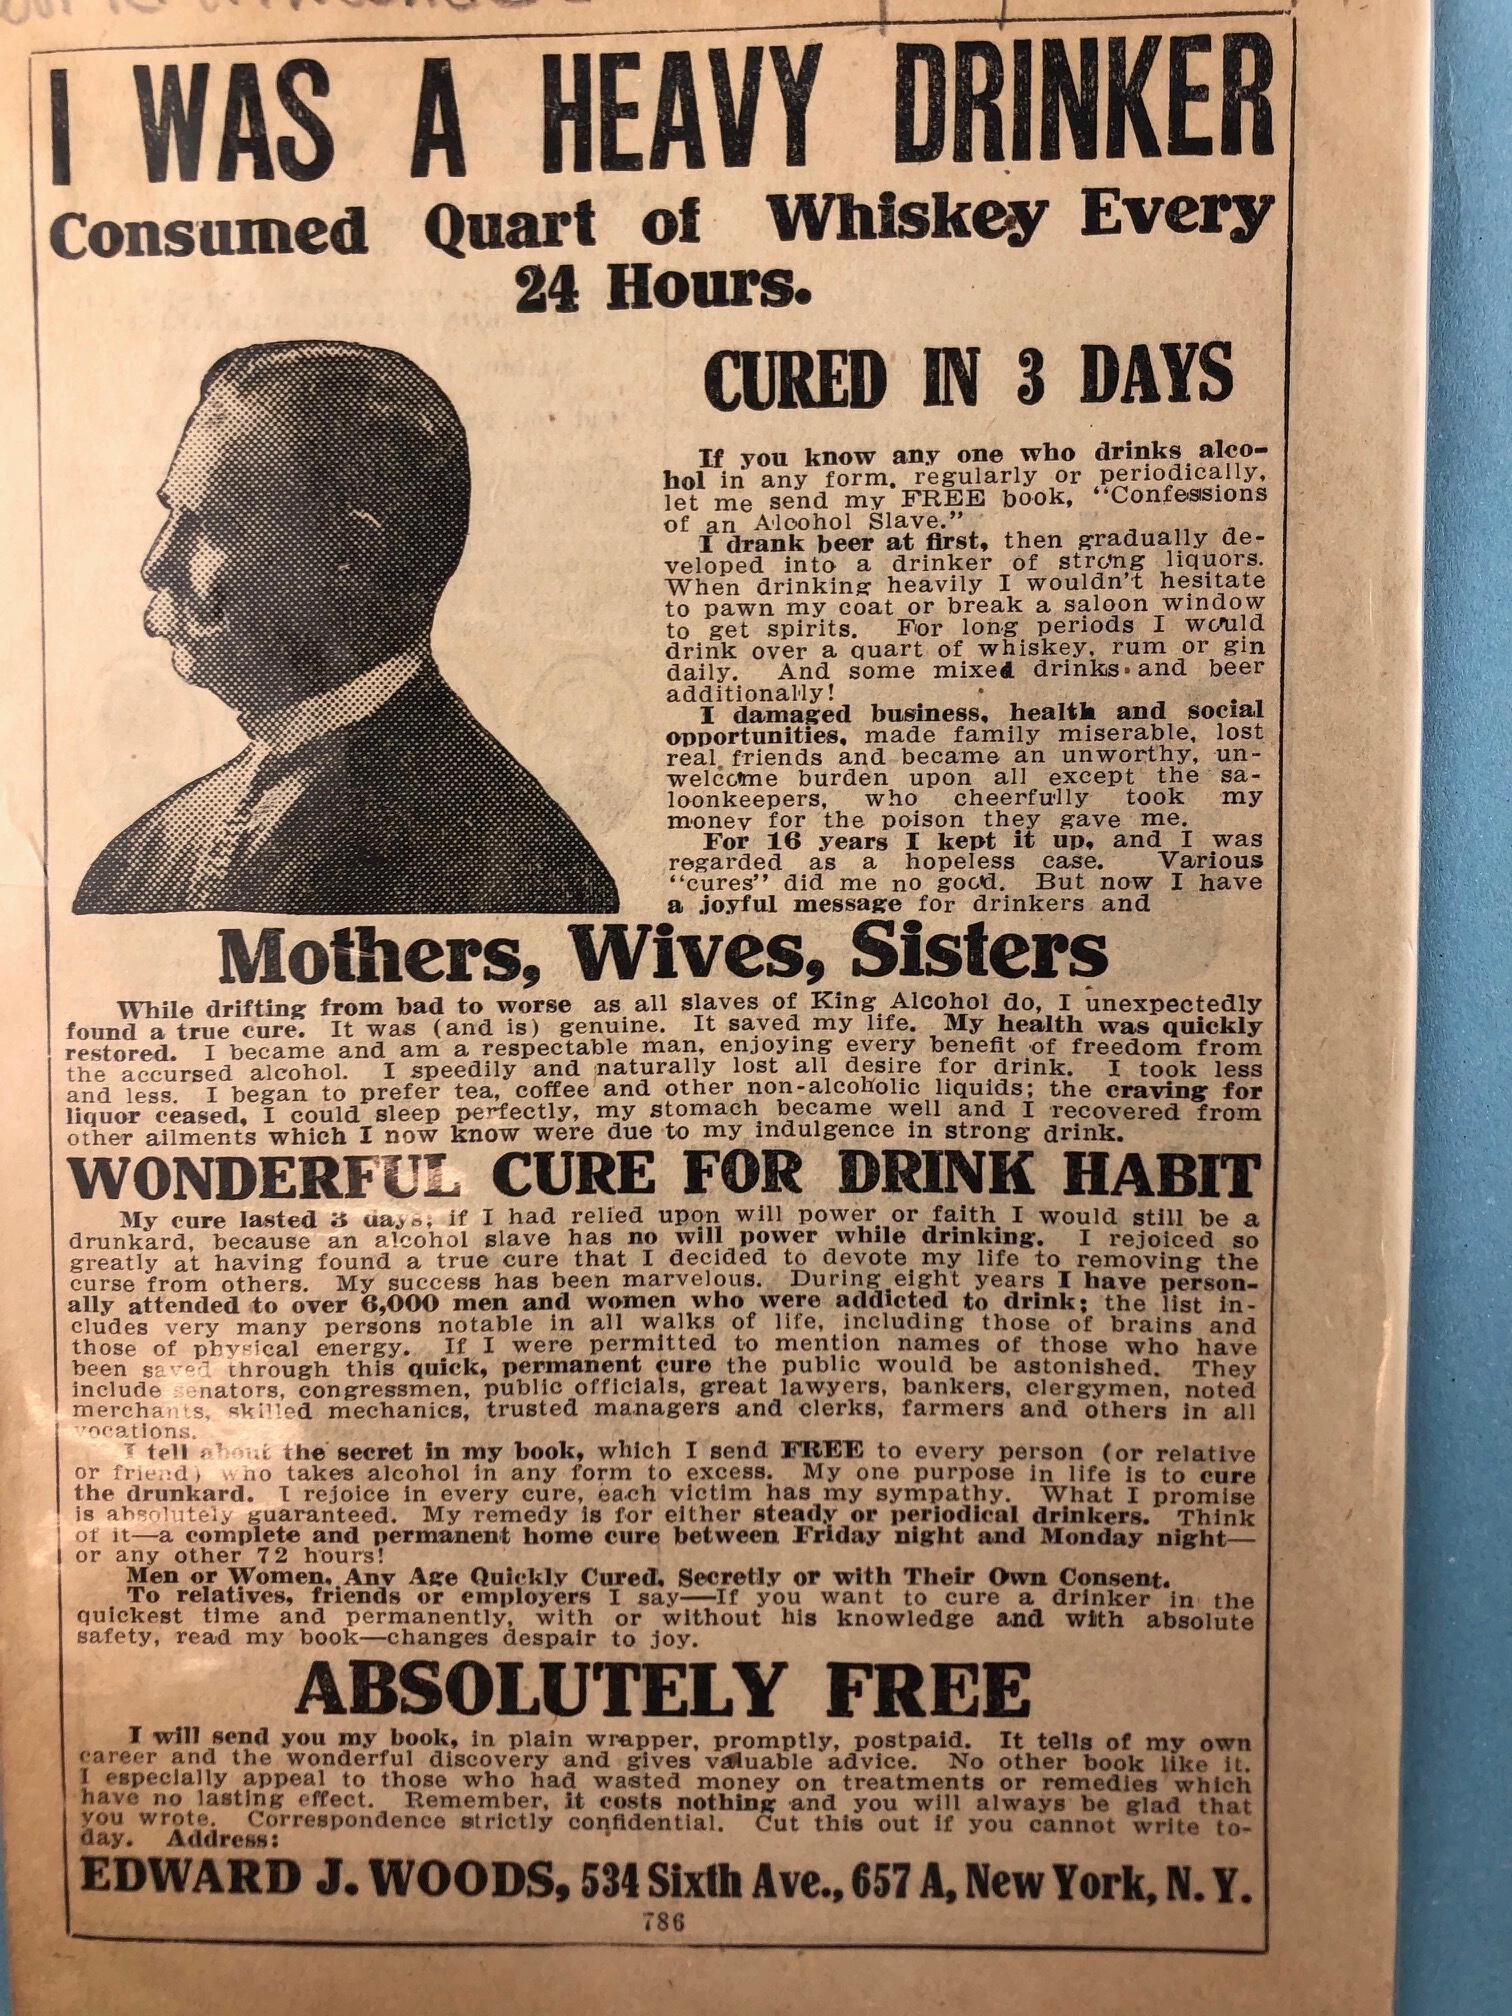 I WAS A HEAVY DRINKER
Consumed Quart of Whiskey Every
24 Hours.
CURED IN 3 DAYS
If you know any one who drinks alco-
hol in any form, regularly or periodically,
let me send my FREE book, "Confessions
of an Alcohol Slave."
I drank beer at first, then gradually de-
veloped into a drinker of strong liquors.
When drinking heavily I wouldn't hesitate
to pawn my coat or break a saloon window
to get spirits. For long periods I would
drink over a quart of whiskey, rum or gin
daily. And some mixed drinks and beer
additionally!
I damaged business, health and social
opportunities, made family miserable, lost
real friends and became an unworthy, un-
welcome burden upon all except the sa-
loonkeepers, who cheerfully took my
money for the poison they gave me.
For 16 years I kept it up, and I was
regarded as a hopeless case. Various
"cures" did me no good. But now I have
a joyful message for drinkers and
Mothers, Wives, Sisters
While drifting from bad to worse as all slaves of King Alcohol do, I unexpectedly
found a true cure. It was (and is) genuine. It saved my life. My health was quickly
restored. I became and am a respectable man, enjoying every benefit of freedom from
the accursed alcohol. I speedily and naturally lost all desire for drink. I took less
and less. I began to prefer tea, coffee and other non-alcoholic liquids; the craving for
liquor ceased, I could sleep perfectly, my stomach became well and I recovered from
other ailments which I now know were due to my indulgence in strong drink.
WONDERFUL CURE FOR DRINK HABIT
My cure lasted 3 days; if I had relied upon will power or faith I would still be a
drunkard, because an alcohol slave has no will power while drinking. I rejoiced so
greatly at having found a true cure that I decided to devote my life to removing the
curse from others. My success has been marvelous. During eight years I have person-
ally attended to over 6,000 men and women who were addicted to drink; the list in-
cludes very many persons notable in all walks of life, including those of brains and
those of physical energy. If I were permitted to mention names of those who have
been saved through this quick, permanent cure the public would be astonished. They
include senators, congressmen, public officials, great lawyers, bankers, clergymen, noted
merchants, skilled mechanics, trusted managers and clerks, farmers and others in all
vocations.
I tell about the secret in my book, which I send FREE to every person (or relative
or friend) who takes alcohol in any form to excess. My one purpose in life is to cure
the drunkard. I rejoice in every cure, each victim has my sympathy. What I promise
is absolutely guaranteed. My remedy is for either steady or periodical drinkers. Think
of it—a complete and permanent home cure between Friday night and Monday night—
or any other 72 hours!
Men or Women, Any Age Quickly Cured, Secretly or with Their Own Consent.
To relatives, friends or employers I say—If you want to cure a drinker in the
quickest time and permanently, with or without his knowledge and with absolute
safety, read my book—changes despair to joy.
ABSOLUTELY FREE
I will send you my book, in plain wrapper, promptly, postpaid. It tells of my own
career and the wonderful discovery and gives valuable advice. No other book like it.
I especially appeal to those who had wasted money on treatments or remedies which
have no lasting effect. Remember, it costs nothing and you will always be glad that
you wrote. Correspondence strictly confidential. Cut this out if you cannot write to-
day. Address:
EDWARD J. WOODS, 534 Sixth Ave., 657 A, New York, N. Y.
786